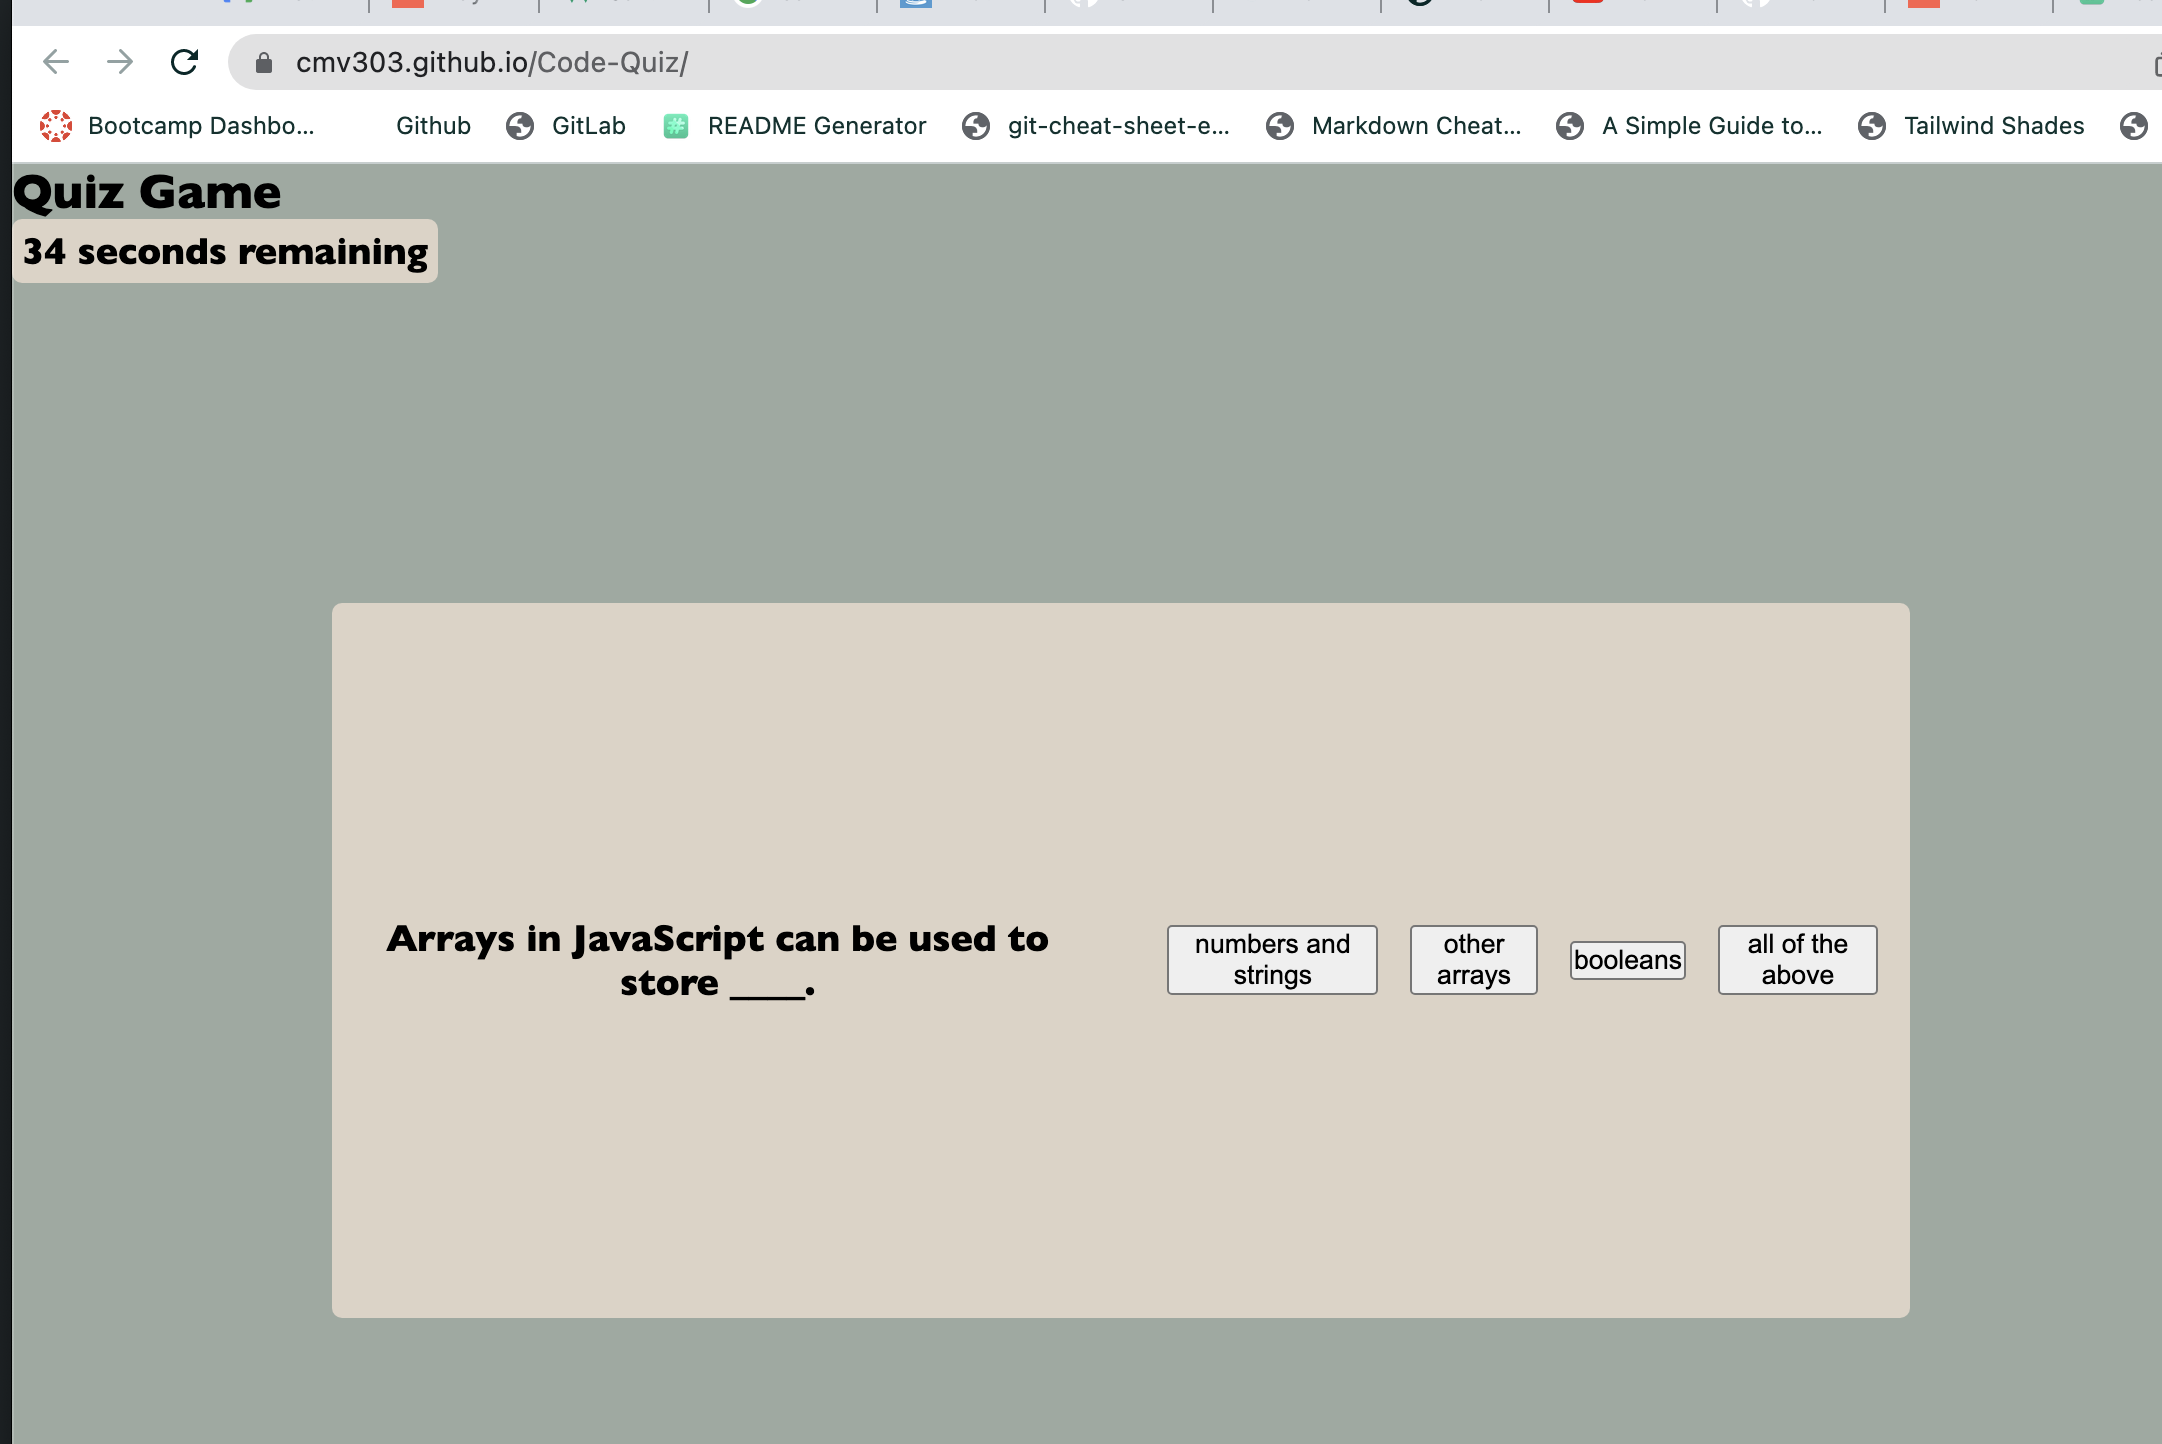 cmv303.github.io/Code-Quiz/
Bootcamp Dashbo... Github GitLab README Generator git-cheat-sheet-e... Markdown Cheat... A Simple Guide to... Tailwind Shades
Quiz Game
34 seconds remaining
Arrays in JavaScript can be used to
store ____.
numbers and
strings
other
arrays
booleans
all of the
above